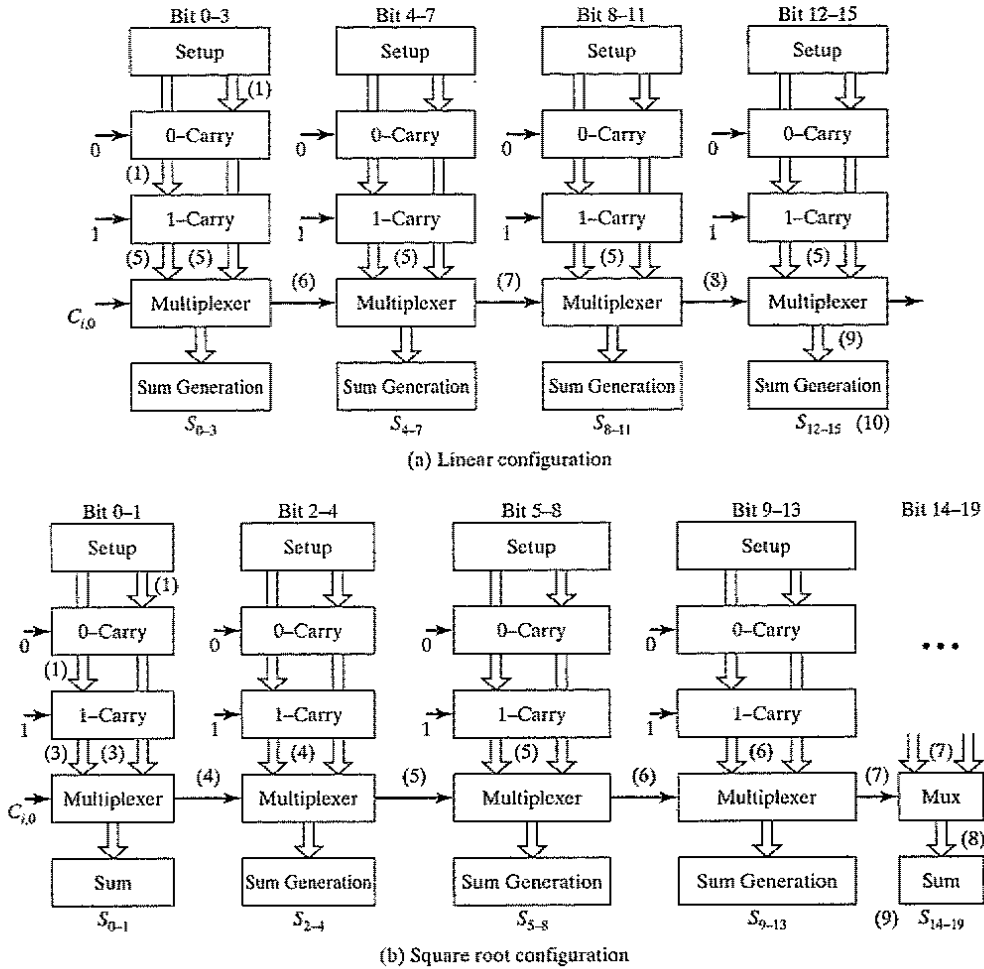 Bit 0–3 Bit 4–7 Bit 8–11 Bit 12–15
Setup Setup Setup Setup
(1)
0–Carry 0–Carry 0–Carry 0–Carry
0 0 0 0
(1)
1–Carry 1–Carry 1–Carry 1–Carry
1 1 1 1
(5) (5) (5) (5) (5)
(6) (7) (8)
Multiplexer Multiplexer Multiplexer Multiplexer
C_{i,0}
(9)
Sum Generation Sum Generation Sum Generation Sum Generation
S_{0–3} S_{4–7} S_{8–11} S_{12–15} (10)
(a) Linear configuration
Bit 0–1 Bit 2–4 Bit 5–8 Bit 9–13 Bit 14–19
Setup Setup Setup Setup
(1)
0–Carry 0–Carry 0–Carry 0–Carry
0 0 0 0
•••
(1)
1–Carry 1–Carry 1–Carry 1–Carry
1 1 1 1
(3) (3) (4) (5) (6) (7)
(4) (5) (6) (7)
Multiplexer Multiplexer Multiplexer Multiplexer Mux
C_{i,0}
(8)
Sum Sum Generation Sum Generation Sum Generation Sum
S_{0–1} S_{2–4} S_{5–8} S_{9–13} (9) S_{14–19}
(b) Square root configuration